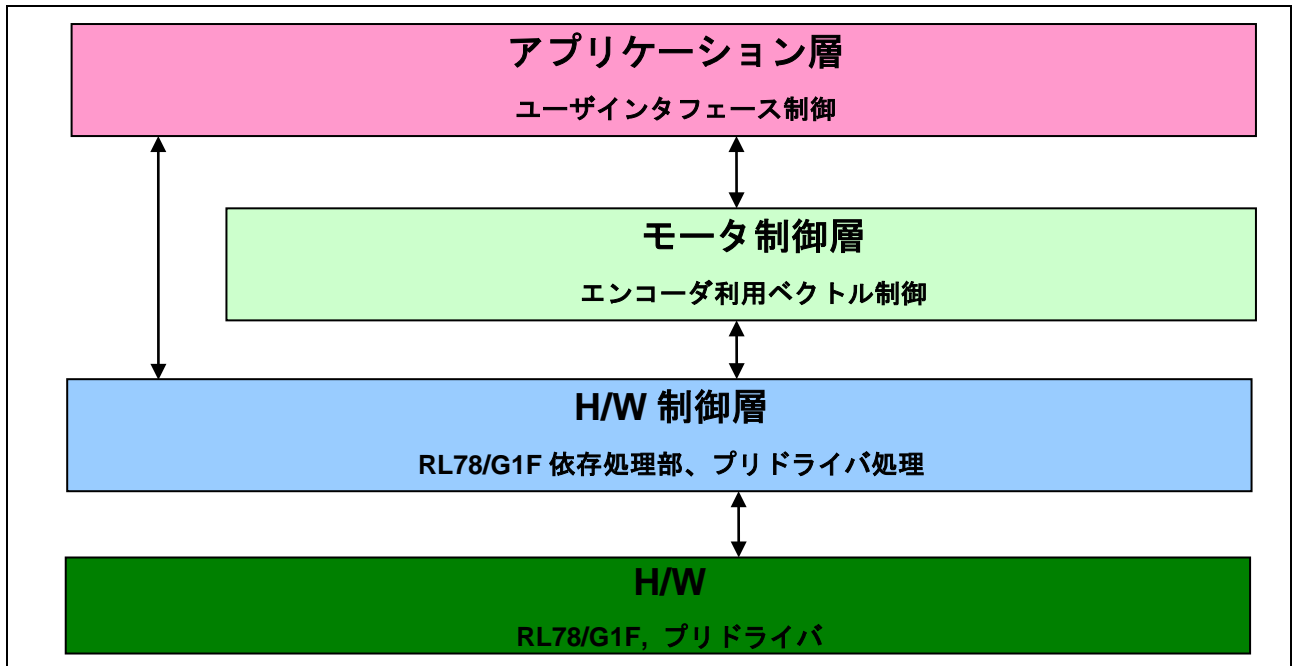 アプリケーション層
ユーザインタフェース制御
モータ制御層
エンコーダ利用ベクトル制御
H/W 制御層
RL78/G1F 依存処理部、プリドライバ処理
H/W
RL78/G1F, プリドライバ